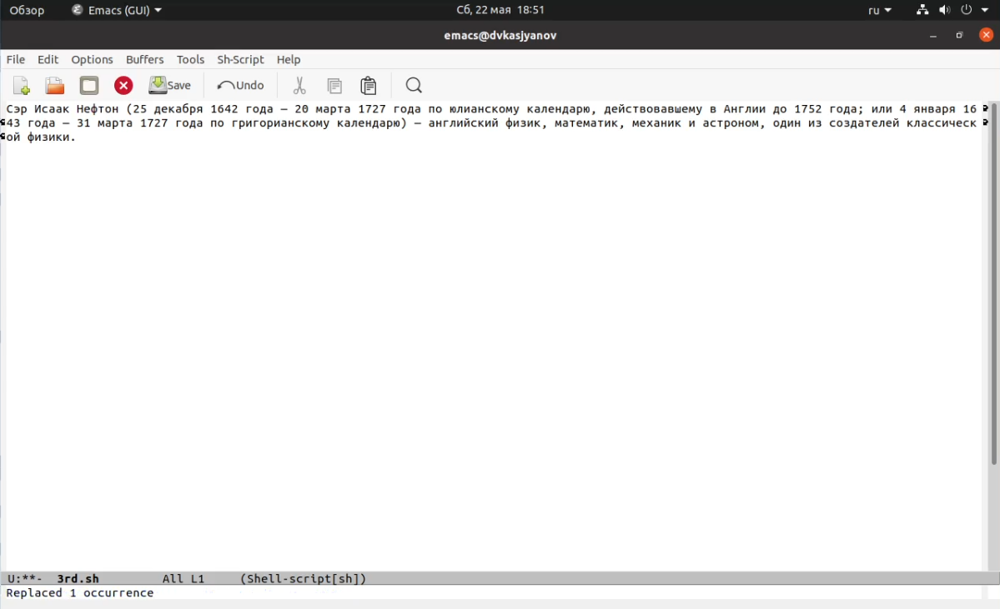 Обзор Emacs (GUI) Сб, 22 мая 18:51 ru
emacs@dvkasjyanov
File Edit Options Buffers Tools Sh-Script Help
Save Undo
Сэр Исаак Нефтон (25 декабря 1642 года – 20 марта 1727 года по юлианскому календарю, действовавшему в Англии до 1752 года; или 4 января 16
43 года – 31 марта 1727 года по григорианскому календарю) – английский физик, математик, механик и астроном, один из создателей классическ
ой физики.
U:**- 3rd.sh All L1 (Shell-script[sh])
Replaced 1 occurrence